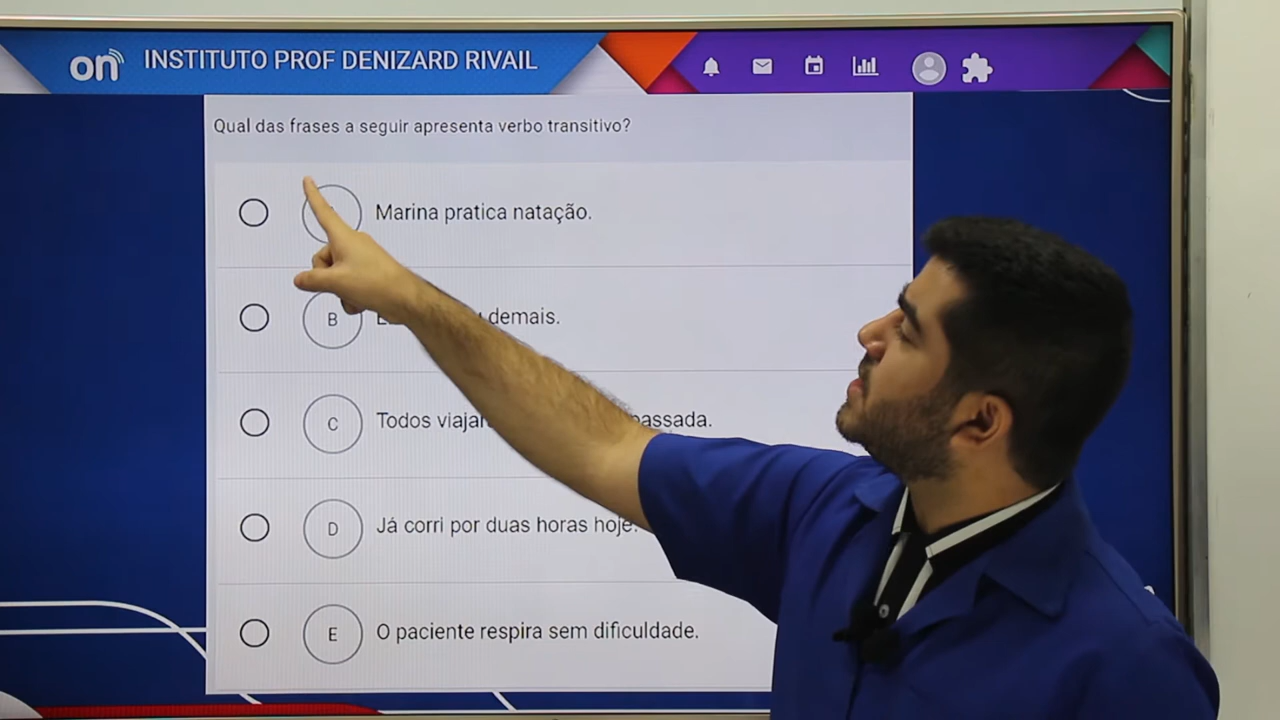 on INSTITUTO PROF DENIZARD RIVAIL
Qual das frases a seguir apresenta verbo transitivo?
Marina pratica natação.
B demais.
C Todos passada.
D Já corri por duas horas hoje.
E O paciente respira sem dificuldade.